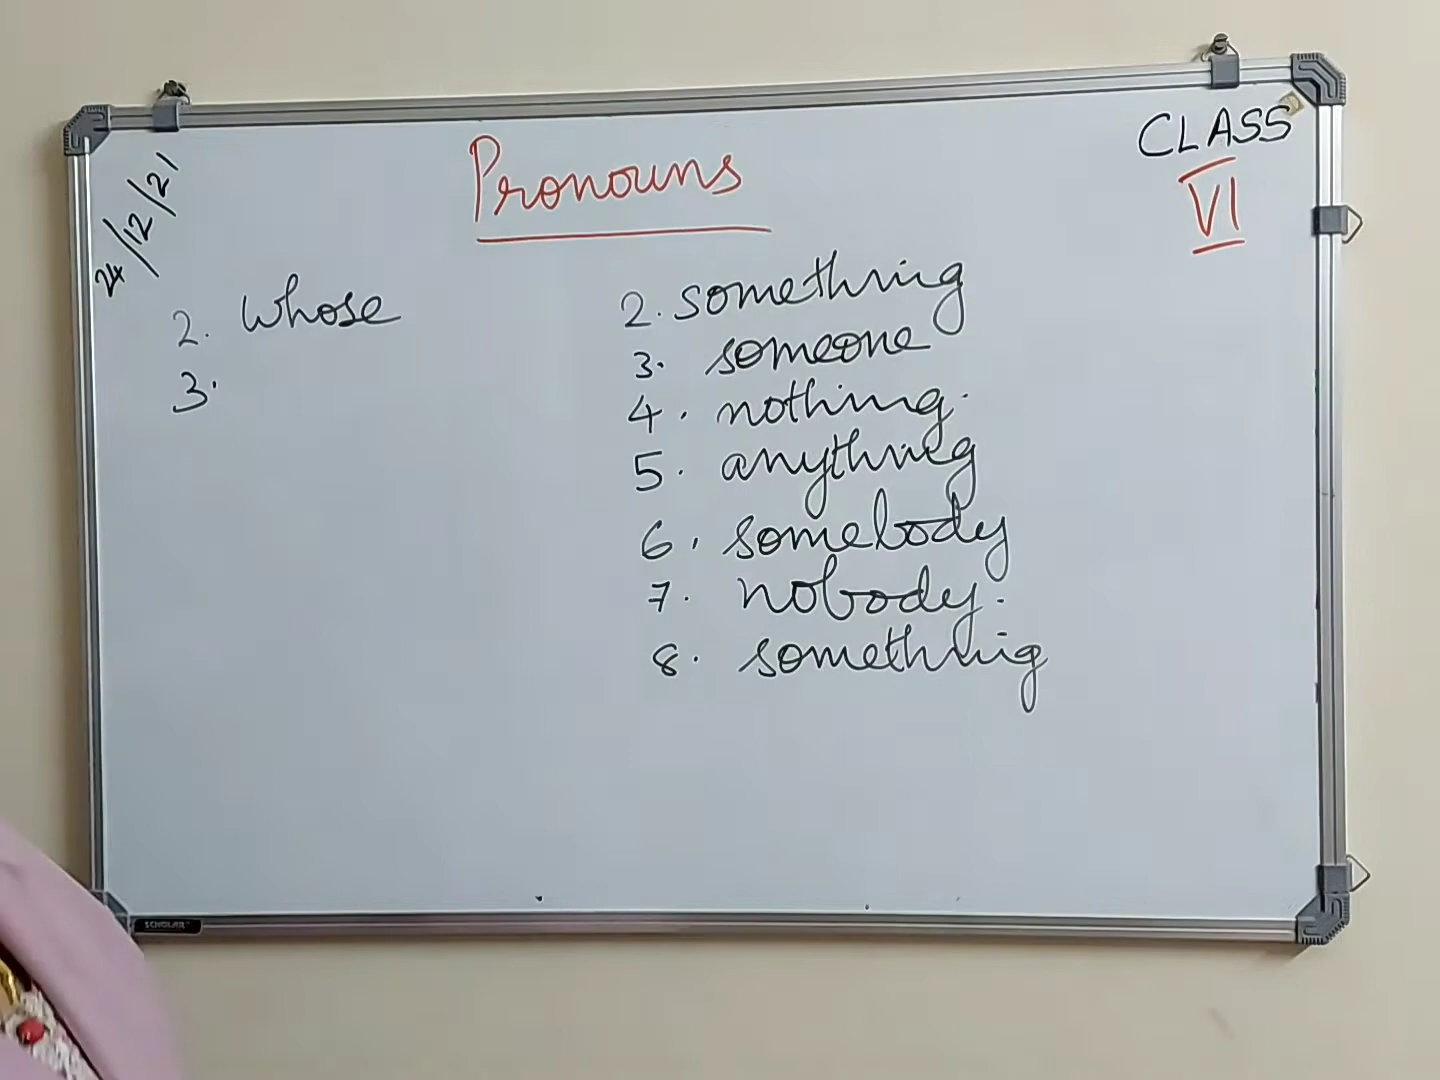 24/12/21
Pronouns
CLASS
VI
2. Whose
3.
2. something
3. someone
4. nothing.
5. anything
6. somebody
7. nobody.
8. something
SCHOLAR